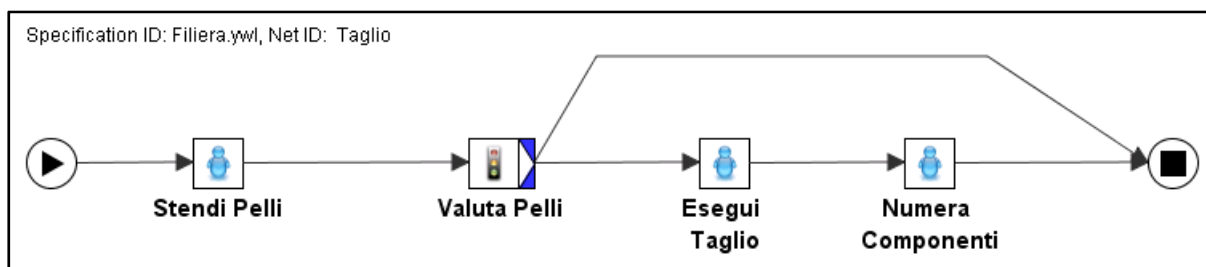 Specification ID: Filiera.ywl, Net ID:  Taglio
Stendi Pelli
Valuta Pelli
Esegui
Taglio
Numera
Componenti